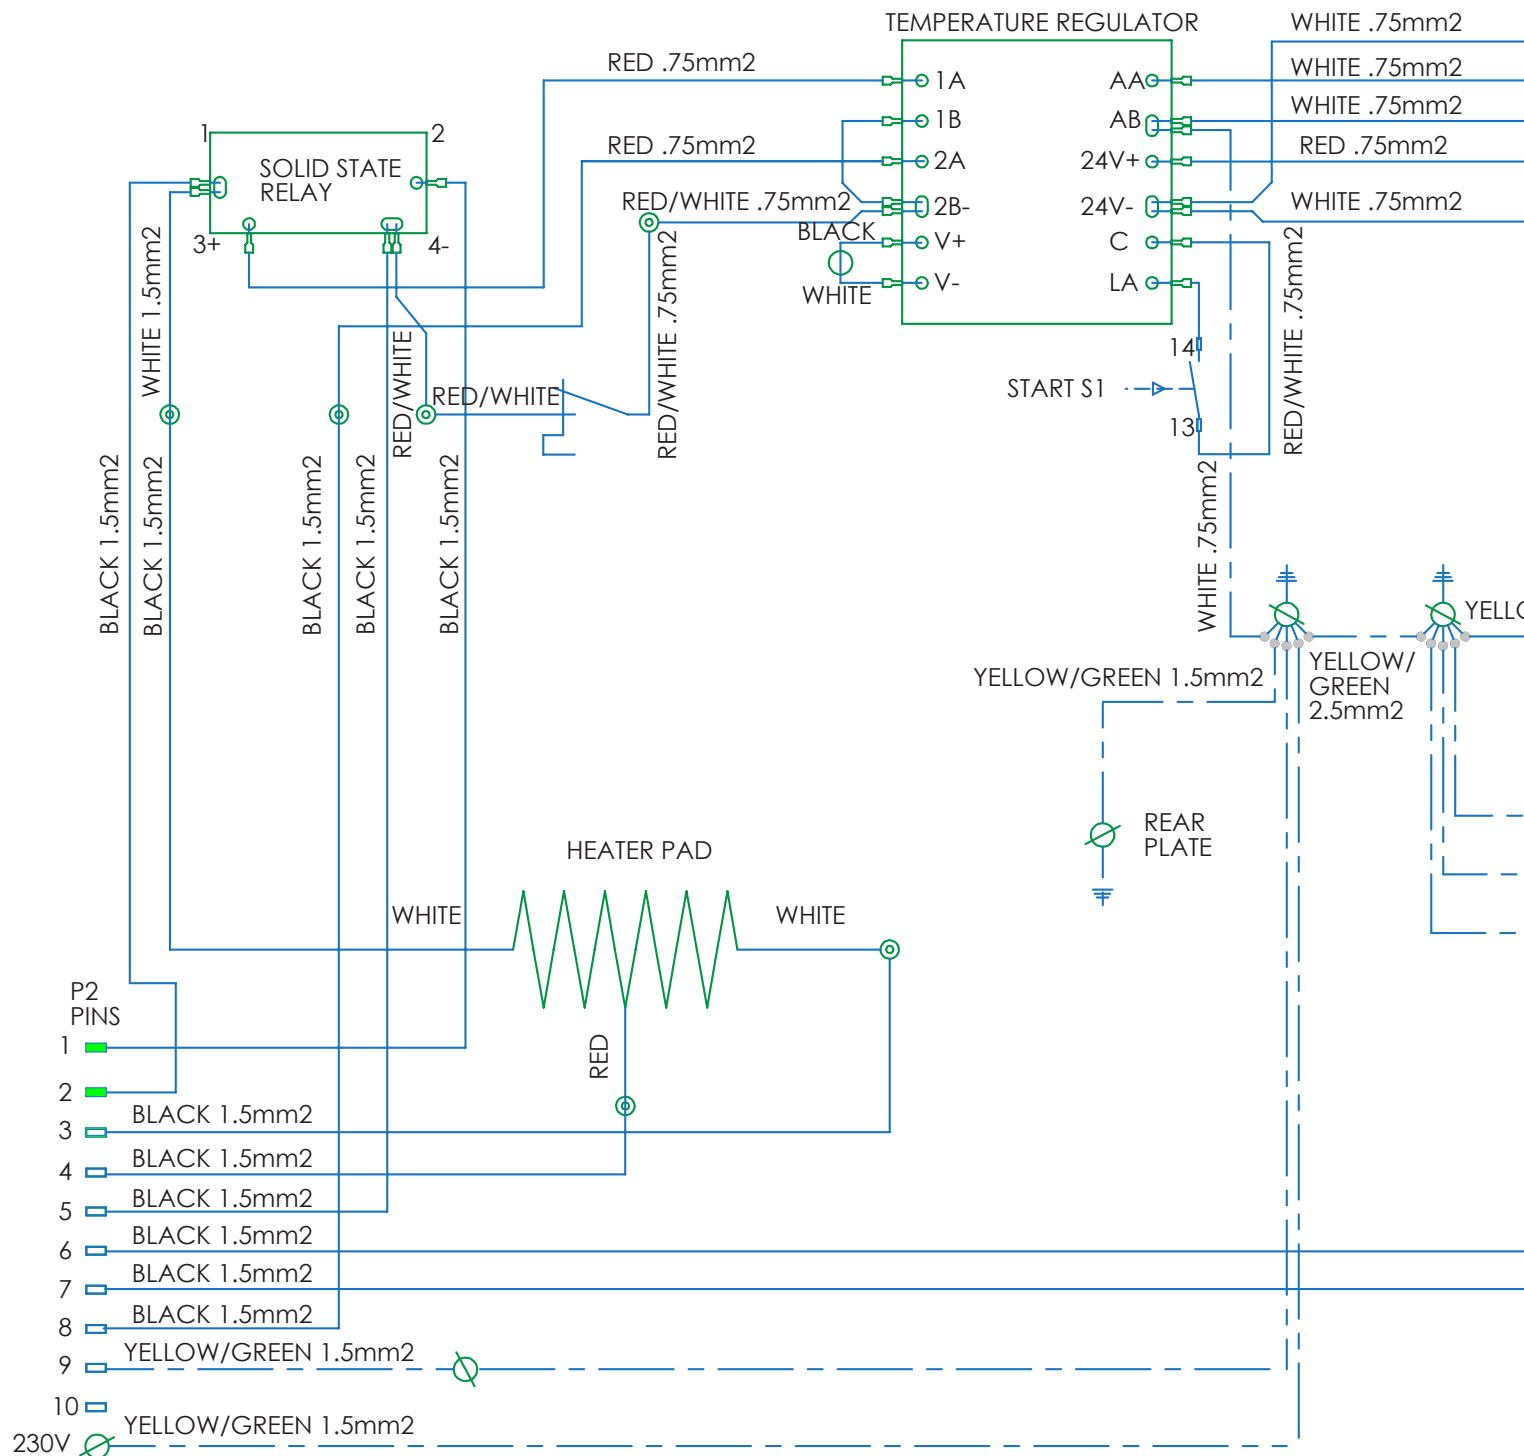 TEMPERATURE REGULATOR
WHITE .75mm2
RED .75mm2
1A
AA
WHITE .75mm2
1B
AB
WHITE .75mm2
1
2
SOLID STATE
RELAY
RED .75mm2
2A
24V+
RED .75mm2
RED/WHITE .75mm2
2B-
24V-
WHITE .75mm2
3+
4-
BLACK
V+
C
WHITE
V-
LA
WHITE 1.5mm2
RED/WHITE
RED/WHITE .75mm2
RED/WHITE .75mm2
14
START S1
13
RED/WHITE
BLACK 1.5mm2
BLACK 1.5mm2
BLACK 1.5mm2
BLACK 1.5mm2
BLACK 1.5mm2
WHITE .75mm2
YELLO
YELLOW/GREEN 1.5mm2
YELLOW/
GREEN
2.5mm2
REAR
PLATE
HEATER PAD
WHITE
WHITE
RED
P2
PINS
1
2
3
BLACK 1.5mm2
4
BLACK 1.5mm2
5
BLACK 1.5mm2
6
BLACK 1.5mm2
7
BLACK 1.5mm2
8
BLACK 1.5mm2
9
YELLOW/GREEN 1.5mm2
10
230V
YELLOW/GREEN 1.5mm2